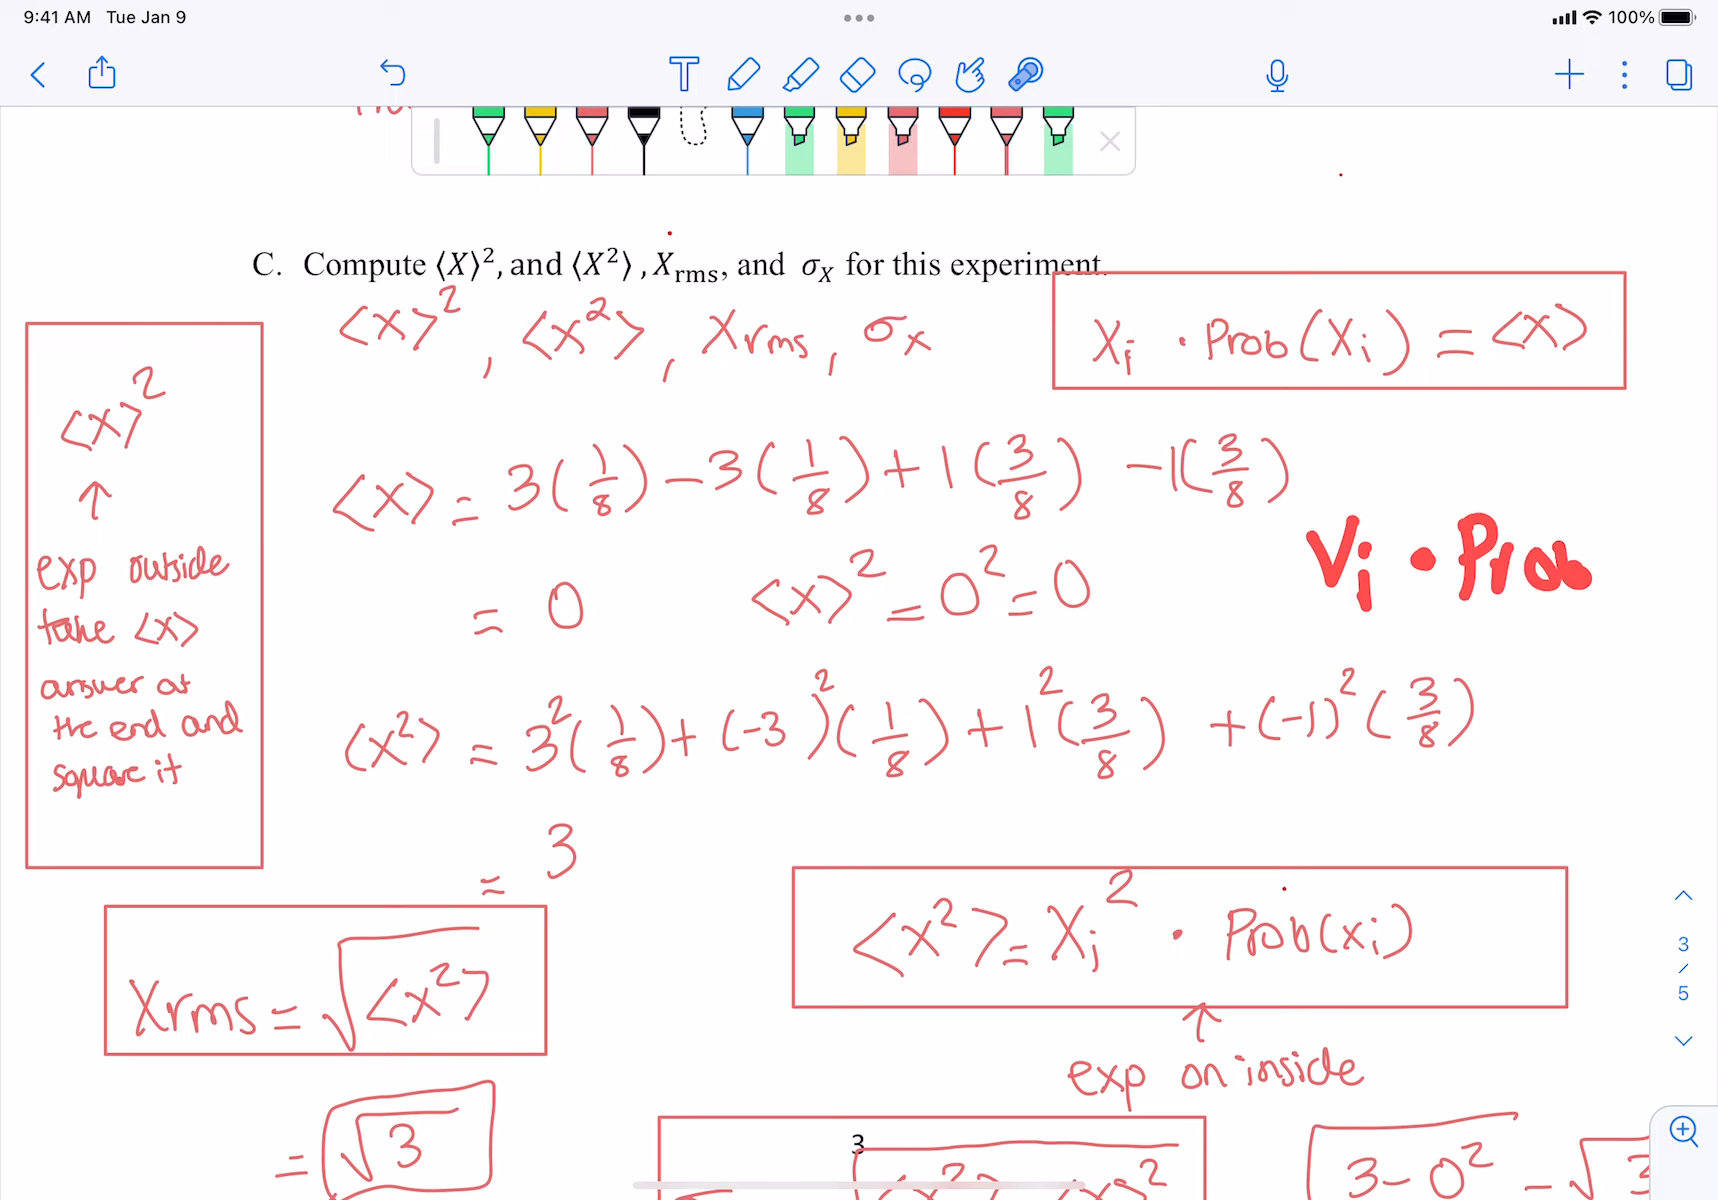 9:41 AM Tue Jan 9
100%
C. Compute ⟨X⟩², and ⟨X²⟩, X_rms, and σ_X for this experiment.
⟨x⟩², ⟨x²⟩, Xrms, σx
Xi · Prob(Xi) = ⟨x⟩
⟨x⟩²
↑
exp outside
take ⟨x⟩
answer at
the end and
square it
⟨x⟩ = 3(1/8) - 3(1/8) + 1(3/8) - 1(3/8)
= 0
⟨x⟩² = 0² = 0
Vi · Prob
⟨x²⟩ = 3²(1/8) + (-3)²(1/8) + 1²(3/8) + (-1)²(3/8)
= 3
Xrms = √⟨x²⟩
= √3
⟨x²⟩ = Xi² · Prob(xi)
↑
exp on inside
3
/
5
3
3 - 0² = √3